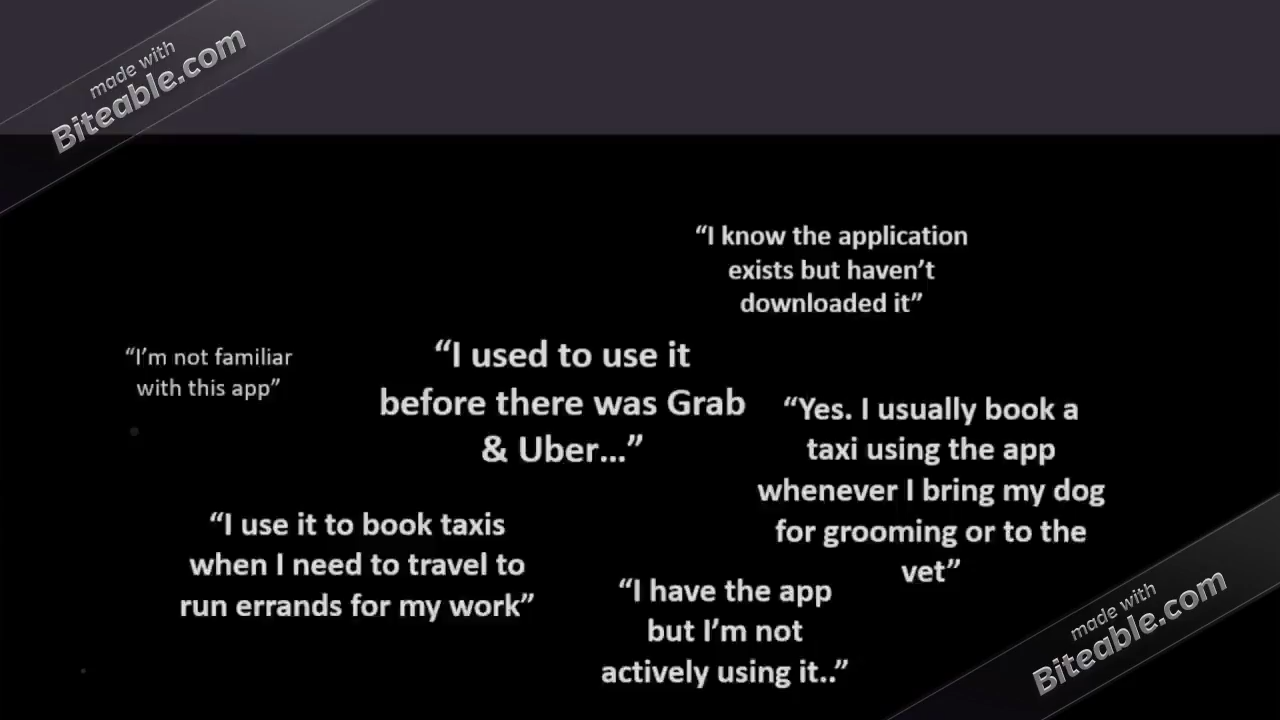 made with
Biteable.com
“I know the application
exists but haven’t
downloaded it”
“I’m not familiar
with this app”
“I used to use it
before there was Grab
& Uber...”
“Yes. I usually book a
taxi using the app
whenever I bring my dog
for grooming or to the
vet”
“I use it to book taxis
when I need to travel to
run errands for my work”
“I have the app
but I’m not
actively using it..”
made with
Biteable.com